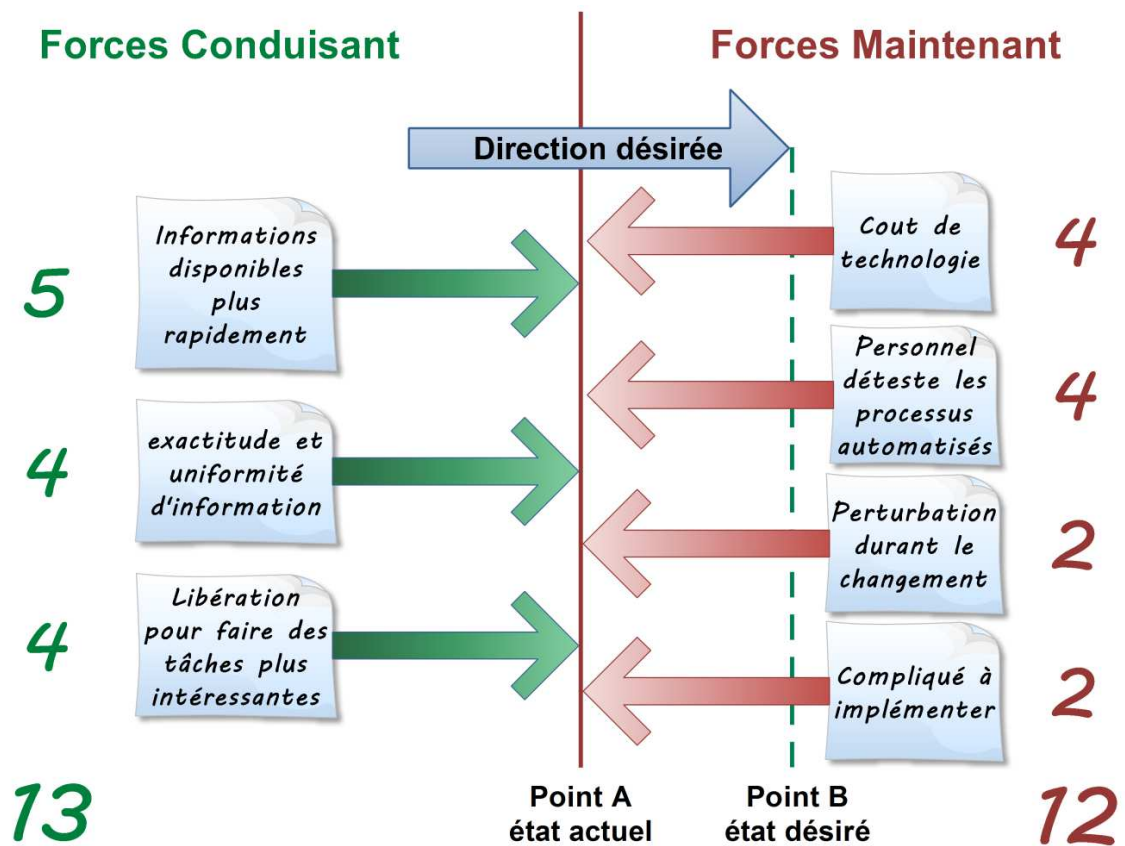 Forces Conduisant
Forces Maintenant
Direction désirée
5
Informations
disponibles
plus
rapidement
4
exactitude et
uniformité
d'information
4
Libération
pour faire des
tâches plus
intéressantes
13
Cout de
technologie
4
Personnel
déteste les
processus
automatisés
4
Perturbation
durant le
changement
2
Compliqué à
implémenter
2
12
Point A
état actuel
Point B
état désiré